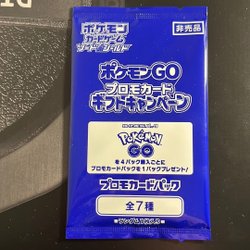 ポケモン
カードゲーム
ソード&シールド
非売品
ポケモンGO
プロモカード
ギフトキャンペーン
Pokémon
GO
を4パック購入ごとに
プロモカードパックを1パックプレゼント!
プロモカードパック
全7種